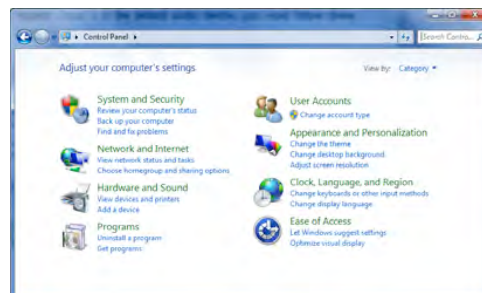 Control Panel
Search Contro...
Adjust your computer's settings
View by: Category
System and Security
Review your computer's status
Back up your computer
Find and fix problems
Network and Internet
View network status and tasks
Choose homegroup and sharing options
Hardware and Sound
View devices and printers
Add a device
Programs
Uninstall a program
Get programs
User Accounts
Change account type
Appearance and Personalization
Change the theme
Change desktop background
Adjust screen resolution
Clock, Language, and Region
Change keyboards or other input methods
Change display language
Ease of Access
Let Windows suggest settings
Optimize visual display